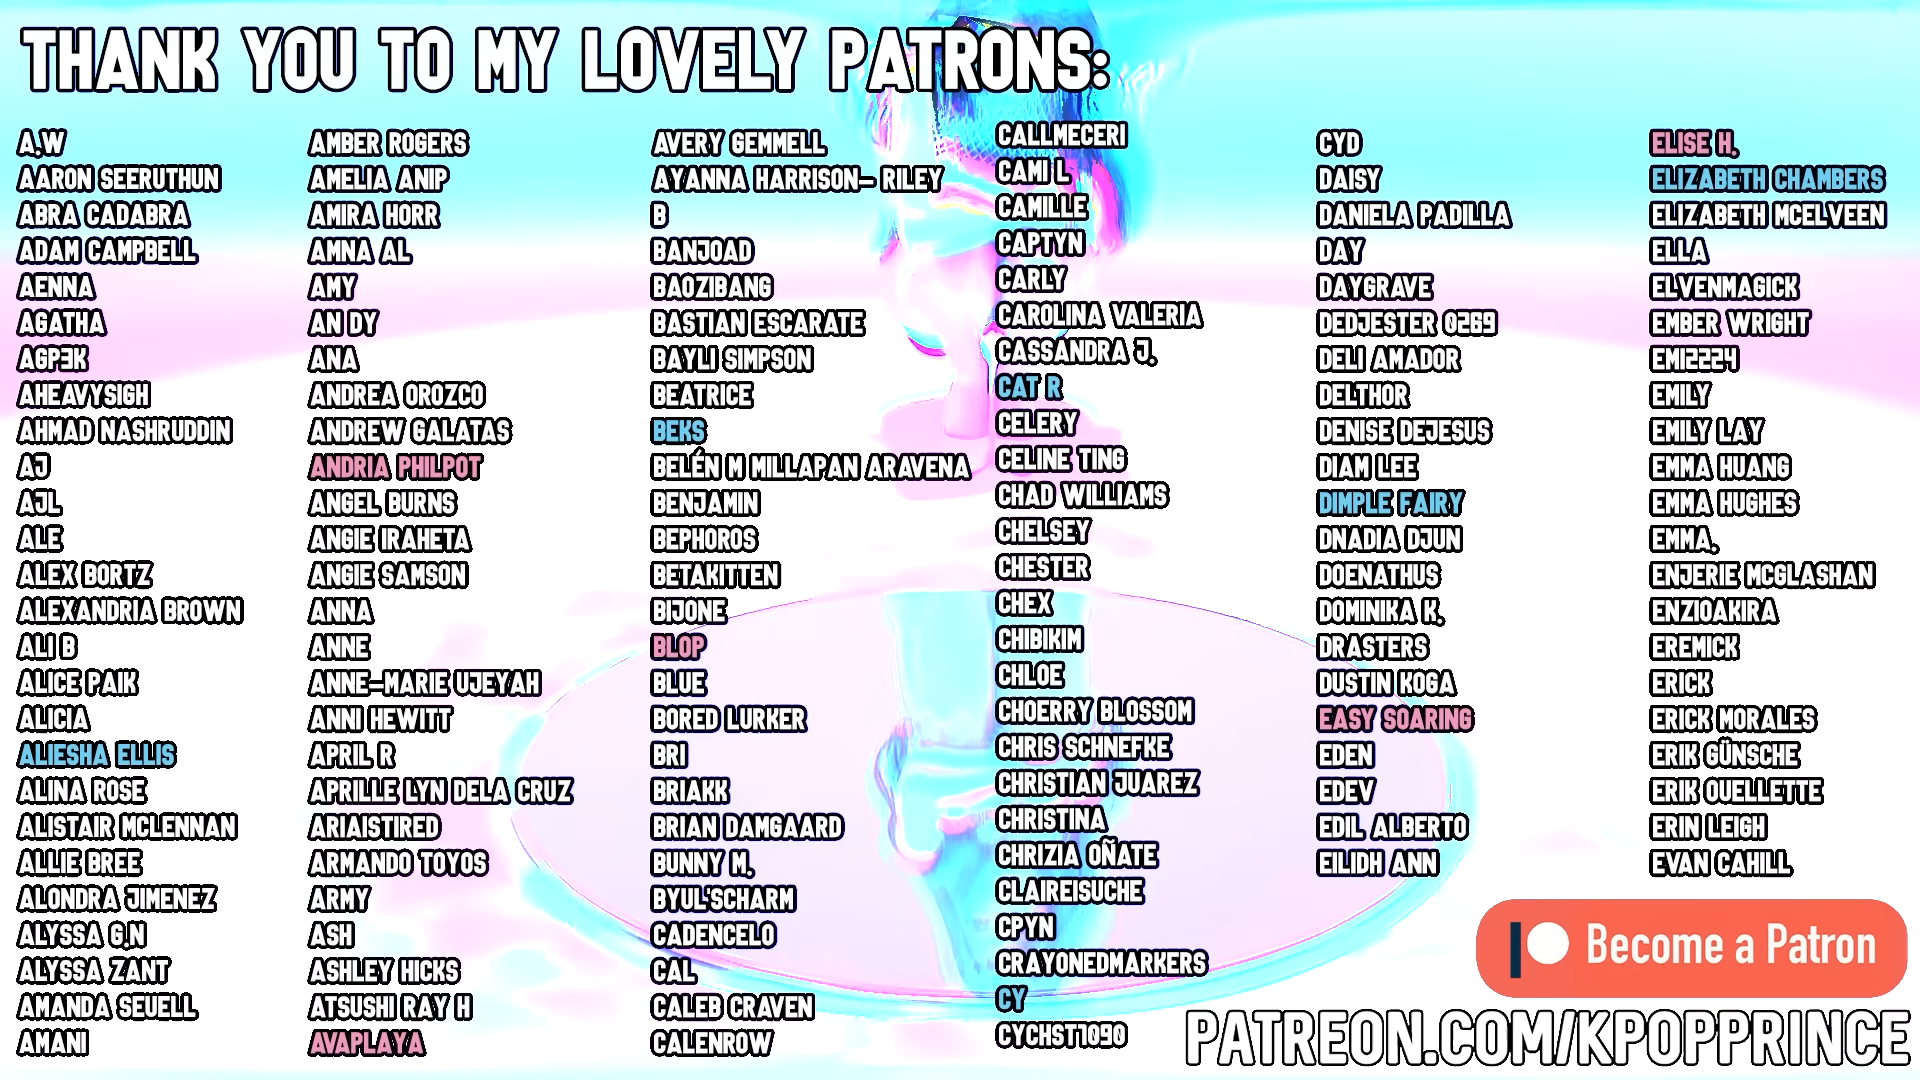 THANK YOU TO MY LOVELY PATRONS:
A.W
AARON SEERUTHUN
ABRA CADABRA
ADAM CAMPBELL
AENNA
AGATHA
AGP3K
AHEAVYSIGH
AHMAD NASHRUDDIN
AJ
AJL
ALE
ALEX BORTZ
ALEXANDRIA BROWN
ALI B
ALICE PAIK
ALICIA
ALIESHA ELLIS
ALINA ROSE
ALISTAIR MCLENNAN
ALLIE BREE
ALONDRA JIMENEZ
ALYSSA G.N
ALYSSA ZANT
AMANDA SEUELL
AMANI
AMBER ROGERS
AMELIA ANIP
AMIRA HORR
AMNA AL
AMY
AN DY
ANA
ANDREA OROZCO
ANDREW GALATAS
ANDRIA PHILPOT
ANGEL BURNS
ANGIE IRAHETA
ANGIE SAMSON
ANNA
ANNE
ANNE-MARIE UJEYAH
ANNI HEWITT
APRIL R
APRILLE LYN DELA CRUZ
ARIAISTIRED
ARMANDO TOYOS
ARMY
ASH
ASHLEY HICKS
ATSUSHI RAY H
AVAPLAYA
AVERY GEMMELL
AYANNA HARRISON- RILEY
B
BANJOAD
BAOZIBANG
BASTIAN ESCARATE
BAYLI SIMPSON
BEATRICE
BEKS
BELÉN M MILLAPAN ARAVENA
BENJAMIN
BEPHOROS
BETAKITTEN
BIJONE
BLOP
BLUE
BORED LURKER
BRI
BRIAKK
BRIAN DAMGAARD
BUNNY M.
BYUL'SCHARM
CADENCELO
CAL
CALEB CRAVEN
CALENROW
CALLMECERI
CAMI L
CAMILLE
CAPTYN
CARLY
CAROLINA VALERIA
CASSANDRA J.
CAT R
CELERY
CELINE TING
CHAD WILLIAMS
CHELSEY
CHESTER
CHEX
CHIBIKIM
CHLOE
CHOERRY BLOSSOM
CHRIS SCHNEFKE
CHRISTIAN JUAREZ
CHRISTINA
CHRIZIA OÑATE
CLAIREISUCHE
CPYN
CRAYONEDMARKERS
CY
CYCHST1090
CYD
DAISY
DANIELA PADILLA
DAY
DAYGRAVE
DEDJESTER 0269
DELI AMADOR
DELTHOR
DENISE DEJESUS
DIAM LEE
DIMPLE FAIRY
DNADIA DJUN
DOENATHUS
DOMINIKA K.
DRASTERS
DUSTIN KOGA
EASY SOARING
EDEN
EDEV
EDIL ALBERTO
EILIDH ANN
ELISE H.
ELIZABETH CHAMBERS
ELIZABETH MCELVEEN
ELLA
ELVENMAGICK
EMBER WRIGHT
EMI2224
EMILY
EMILY LAY
EMMA HUANG
EMMA HUGHES
EMMA.
ENJERIE MCGLASHAN
ENZIOAKIRA
EREMICK
ERICK
ERICK MORALES
ERIK GÜNSCHE
ERIK OUELLETTE
ERIN LEIGH
EVAN CAHILL
Become a Patron
PATREON.COM/KPOPPRINCE